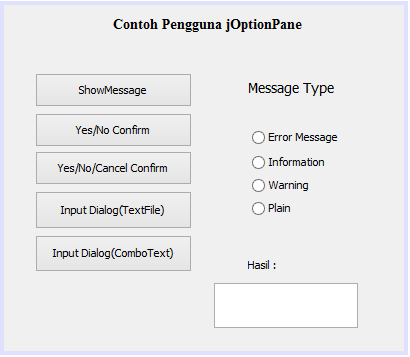 Contoh Pengguna jOptionPane
ShowMessage
Yes/No Confirm
Yes/No/Cancel Confirm
Input Dialog(TextFile)
Input Dialog(ComboText)
Message Type
Error Message
Information
Warning
Plain
Hasil :